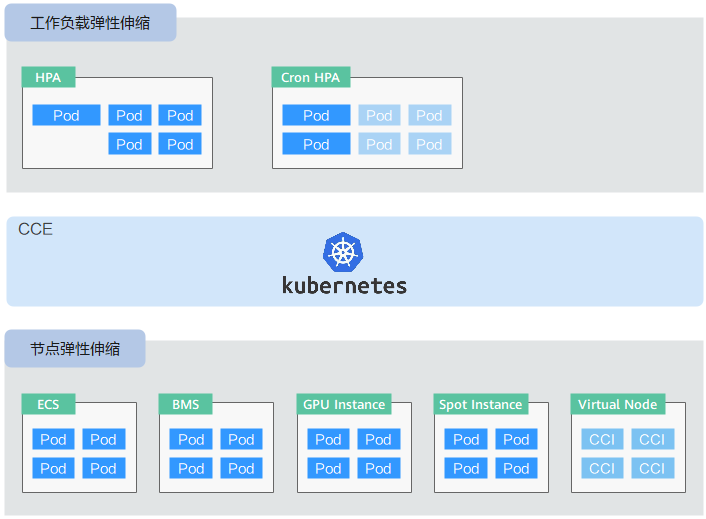 工作负载弹性伸缩
HPA
Cron HPA
Pod Pod Pod
Pod Pod
Pod Pod Pod
Pod Pod Pod
CCE
kubernetes
节点弹性伸缩
ECS
BMS
GPU Instance
Spot Instance
Virtual Node
Pod Pod
Pod Pod
Pod Pod
Pod Pod
Pod Pod
Pod Pod
Pod Pod
Pod Pod
CCI CCI
CCI CCI